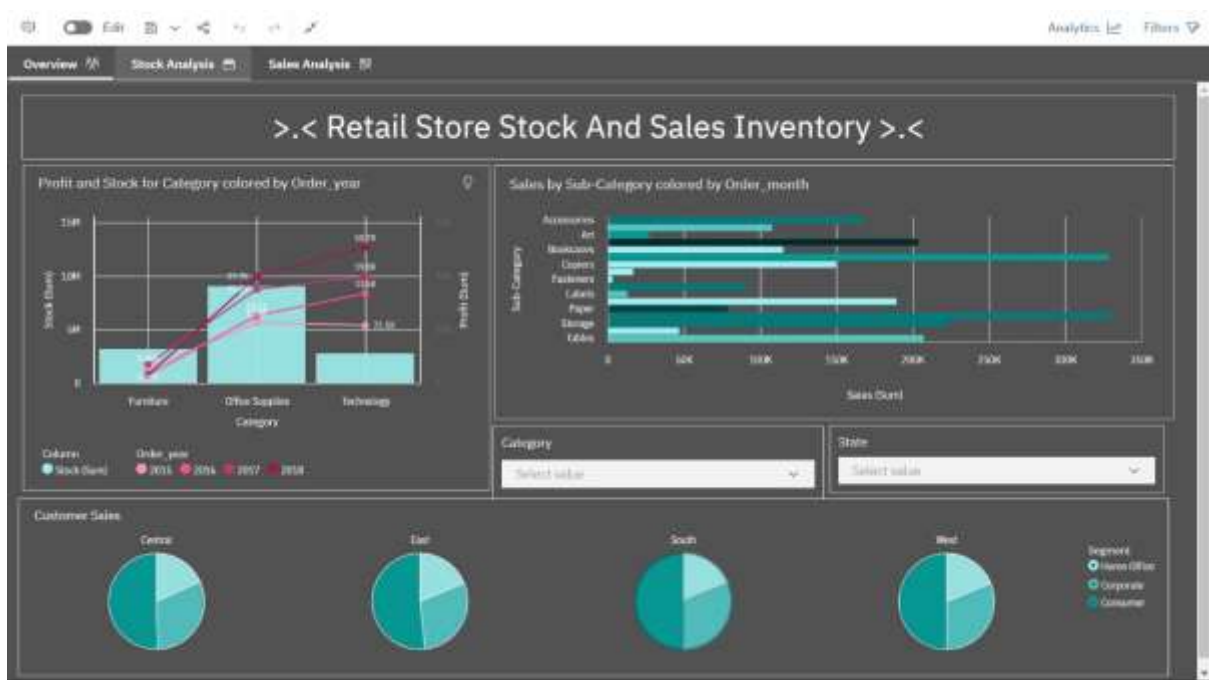 Edit
Analytics
Filters
Overview
Stock Analysis
Sales Analysis
>.< Retail Store Stock And Sales Inventory >.<
Profit and Stock for Category colored by Order_year
15M
10M
5M
0
Stock (Sum)
Profit (Sum)
Furniture
Office Supplies
Technology
Category
Column
Stock (Sum)
Order_year
2015
2016
2017
2018
Sales by Sub-Category colored by Order_month
Sub-Category
Accessories
Art
Bookcases
Copiers
Fasteners
Labels
Paper
Storage
Tables
0
50K
100K
150K
200K
250K
300K
350K
Sales (Sum)
Category
Select value
State
Select value
Customer Sales
Central
East
South
West
Segment
Home Office
Corporate
Consumer